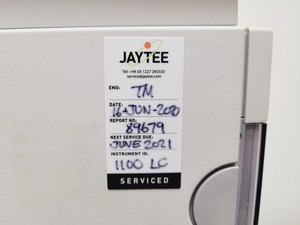 JAYTEE
Tel: +44 (0) 1227 265333
service@jaytee.com
ENG: TM
DATE: 16-JUN-2020
REPORT NO: 89679
NEXT SERVICE DUE:
JUNE 2021
INSTRUMENT ID:
1100 LC
SERVICED